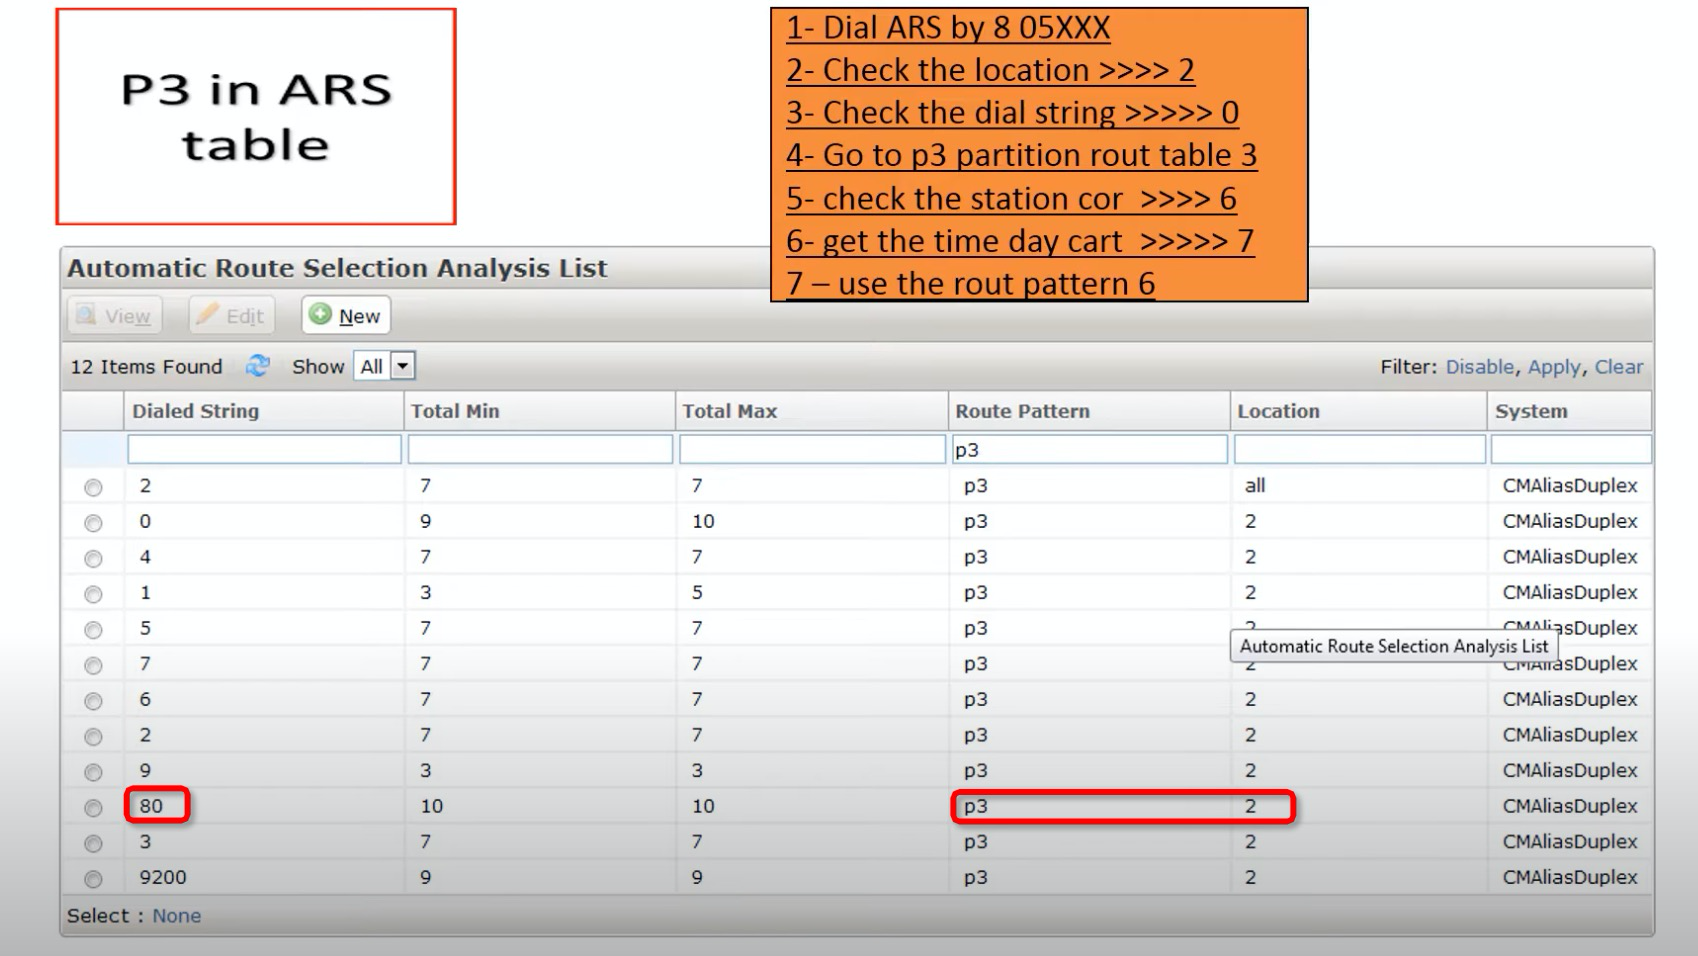 P3 in ARS
table
1- Dial ARS by 8 05XXX
2- Check the location >>>> 2
3- Check the dial string >>>>> 0
4- Go to p3 partition rout table 3
5- check the station cor >>>> 6
6- get the time day cart >>>>> 7
7 – use the rout pattern 6
Automatic Route Selection Analysis List
View Edit New
12 Items Found Show All Filter: Disable, Apply, Clear
Dialed String Total Min Total Max Route Pattern Location System
p3
2 7 7 p3 all CMAliasDuplex
0 9 10 p3 2 CMAliasDuplex
4 7 7 p3 2 CMAliasDuplex
1 3 5 p3 2 CMAliasDuplex
5 7 7 p3 2 CMAliasDuplex
Automatic Route Selection Analysis List
7 7 7 p3 2 CMAliasDuplex
6 7 7 p3 2 CMAliasDuplex
2 7 7 p3 2 CMAliasDuplex
9 3 3 p3 2 CMAliasDuplex
80 10 10 p3 2 CMAliasDuplex
3 7 7 p3 2 CMAliasDuplex
9200 9 9 p3 2 CMAliasDuplex
Select : None